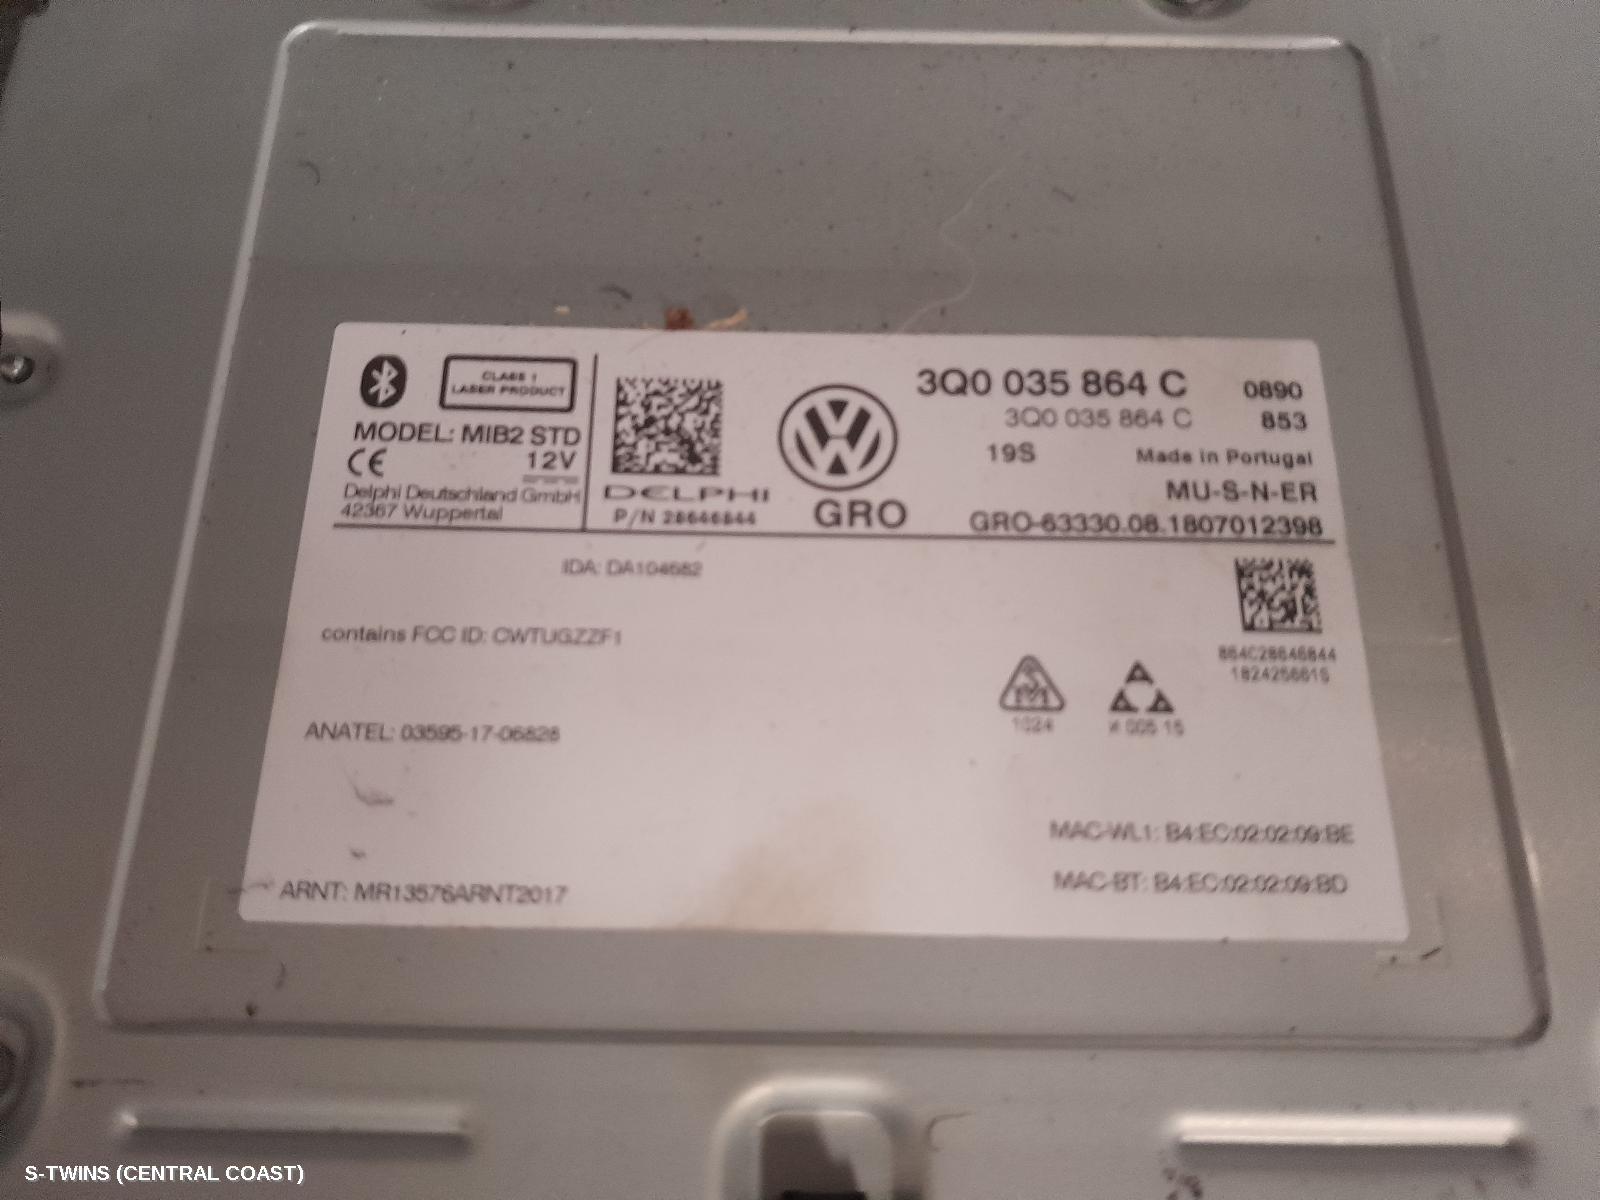 CLASS 1
LASER PRODUCT
MODEL: MIB2 STD
CE 12V
Delphi Deutschland GmbH
42367 Wuppertal
DELPHI
P/N 28646844
GRO
3Q0 035 864 C 0890
3Q0 035 864 C 853
19S Made in Portugal
MU-S-N-ER
GRO-63330.08.1807012398
IDA: DA104682
contains FCC ID: CWTUGZZF1
864C28646844
1824256615
1024
005 15
ANATEL: 03595-17-06828
MAC-WL1: B4:EC:02:02:09:BE
MAC-BT: B4:EC:02:02:09:BD
ARNT: MR13576ARNT2017
S-TWINS (CENTRAL COAST)